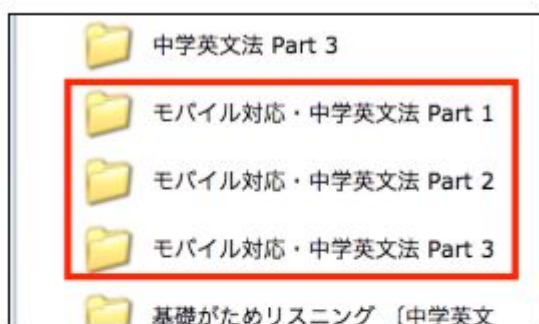 中学英文法 Part 3
モバイル対応・中学英文法 Part 1
モバイル対応・中学英文法 Part 2
モバイル対応・中学英文法 Part 3
基礎がためリスニング 〔中学英文